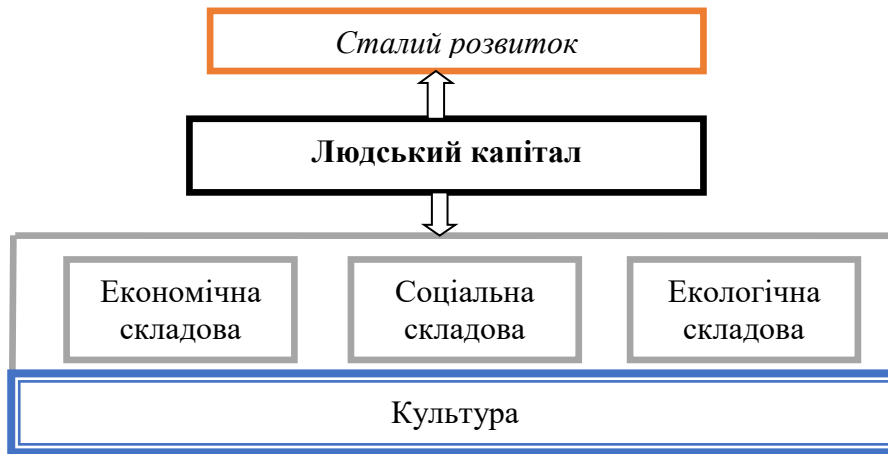 Сталий розвиток
Людський капітал
Економічна
складова
Соціальна
складова
Екологічна
складова
Культура